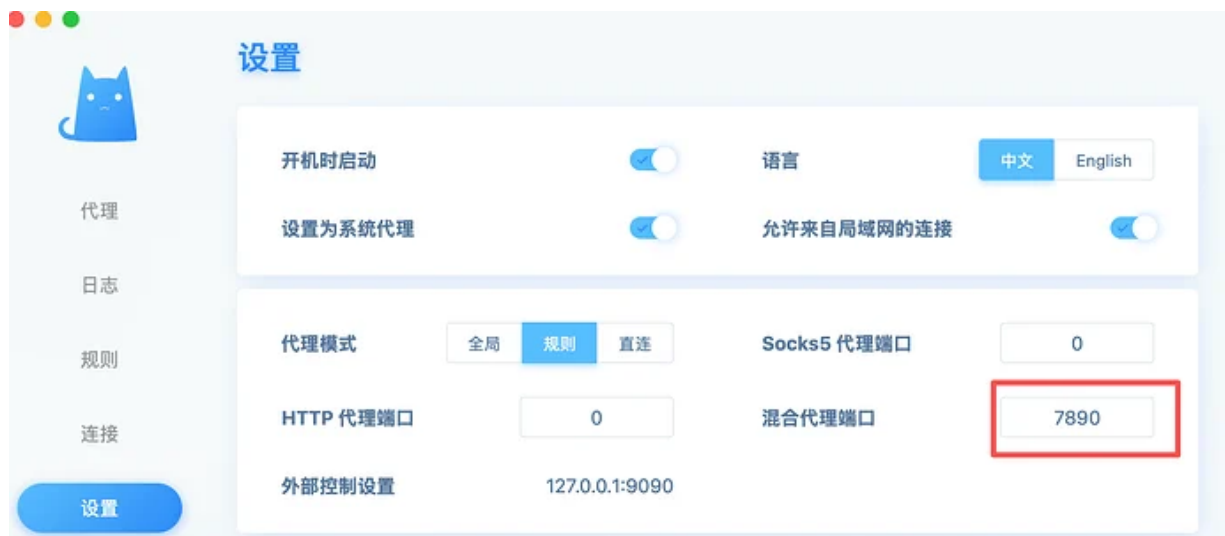 设置
开机时启动
语言
中文
English
代理
设置为系统代理
允许来自局域网的连接
日志
代理模式
全局
规则
直连
Socks5 代理端口
0
规则
HTTP 代理端口
0
混合代理端口
7890
连接
外部控制设置
127.0.0.1:9090
设置